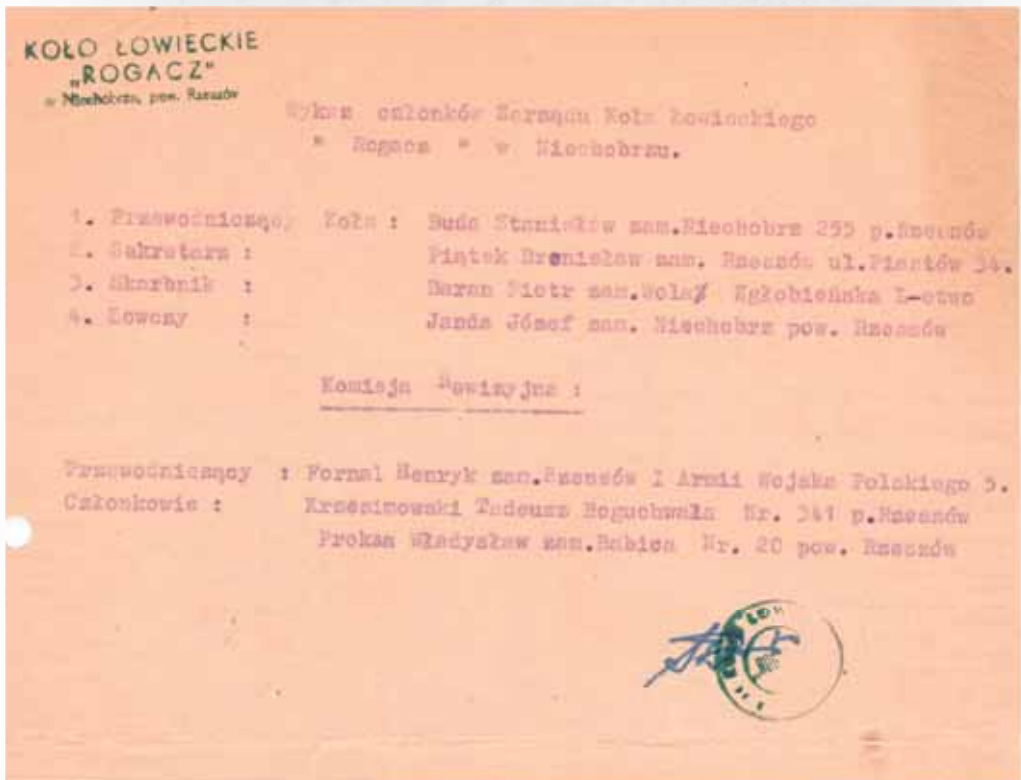 KOŁO ŁOWIECKIE
„ROGACZ"
w Niechobrzu, pow. Rzeszów
Wykaz członków Zarządu Koła Łowieckiego
" Rogacz " w Niechobrzu.
1. Przewodniczący Koła : Buda Stanisław zam.Niechobrz 255 p.Rzeszów
2. Sekretarz : Piątek Bronisław zam. Rzeszów ul.Piastów 34.
3. Skarbnik : Baran Piotr zam.Wola Zgłobieńska L-etwo
4. Łowczy : Janda Józef zam. Niechobrz pow. Rzeszów
Komisja Rewizyjna :
Przewodniczący : Fornal Henryk zam.Rzeszów I Armii Wojska Polskiego 5.
Członkowie : Krzesimowski Tadeusz Boguchwała Nr. 341 p.Rzeszów
Proksa Władysław zam.Babica Nr. 20 pow. Rzeszów